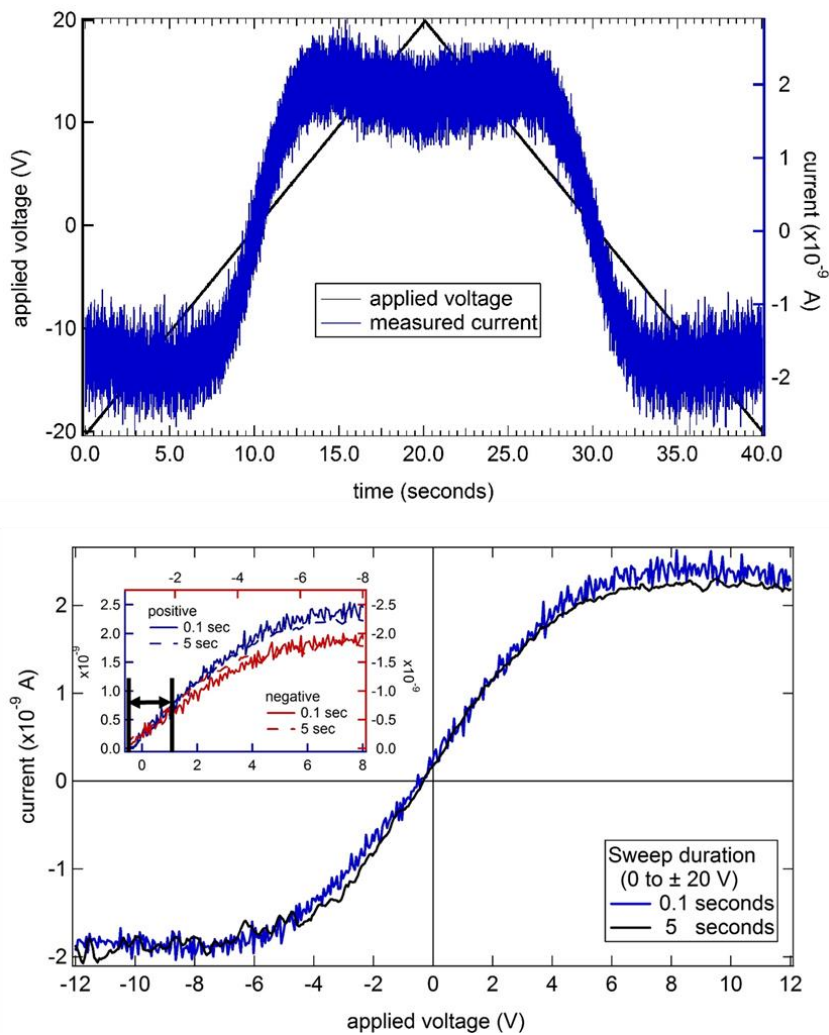 20
10
0
-10
-20
applied voltage (V)
applied voltage
measured current
2
1
0
-1
-2
current (x10-9 A)
0.0 5.0 10.0 15.0 20.0 25.0 30.0 35.0 40.0
time (seconds)
2
1
0
-1
-2
current (x10-9 A)
-2 -4 -6 -8
2.5
2.0
1.5
1.0
0.5
0.0
x10-9
positive
0.1 sec
5 sec
negative
0.1 sec
5 sec
-2.5
-2.0
-1.5
-1.0
-0.5
0.0
x10-9
0 2 4 6 8
Sweep duration
(0 to ± 20 V)
0.1 seconds
5 seconds
-12 -10 -8 -6 -4 -2 0 2 4 6 8 10 12
applied voltage (V)